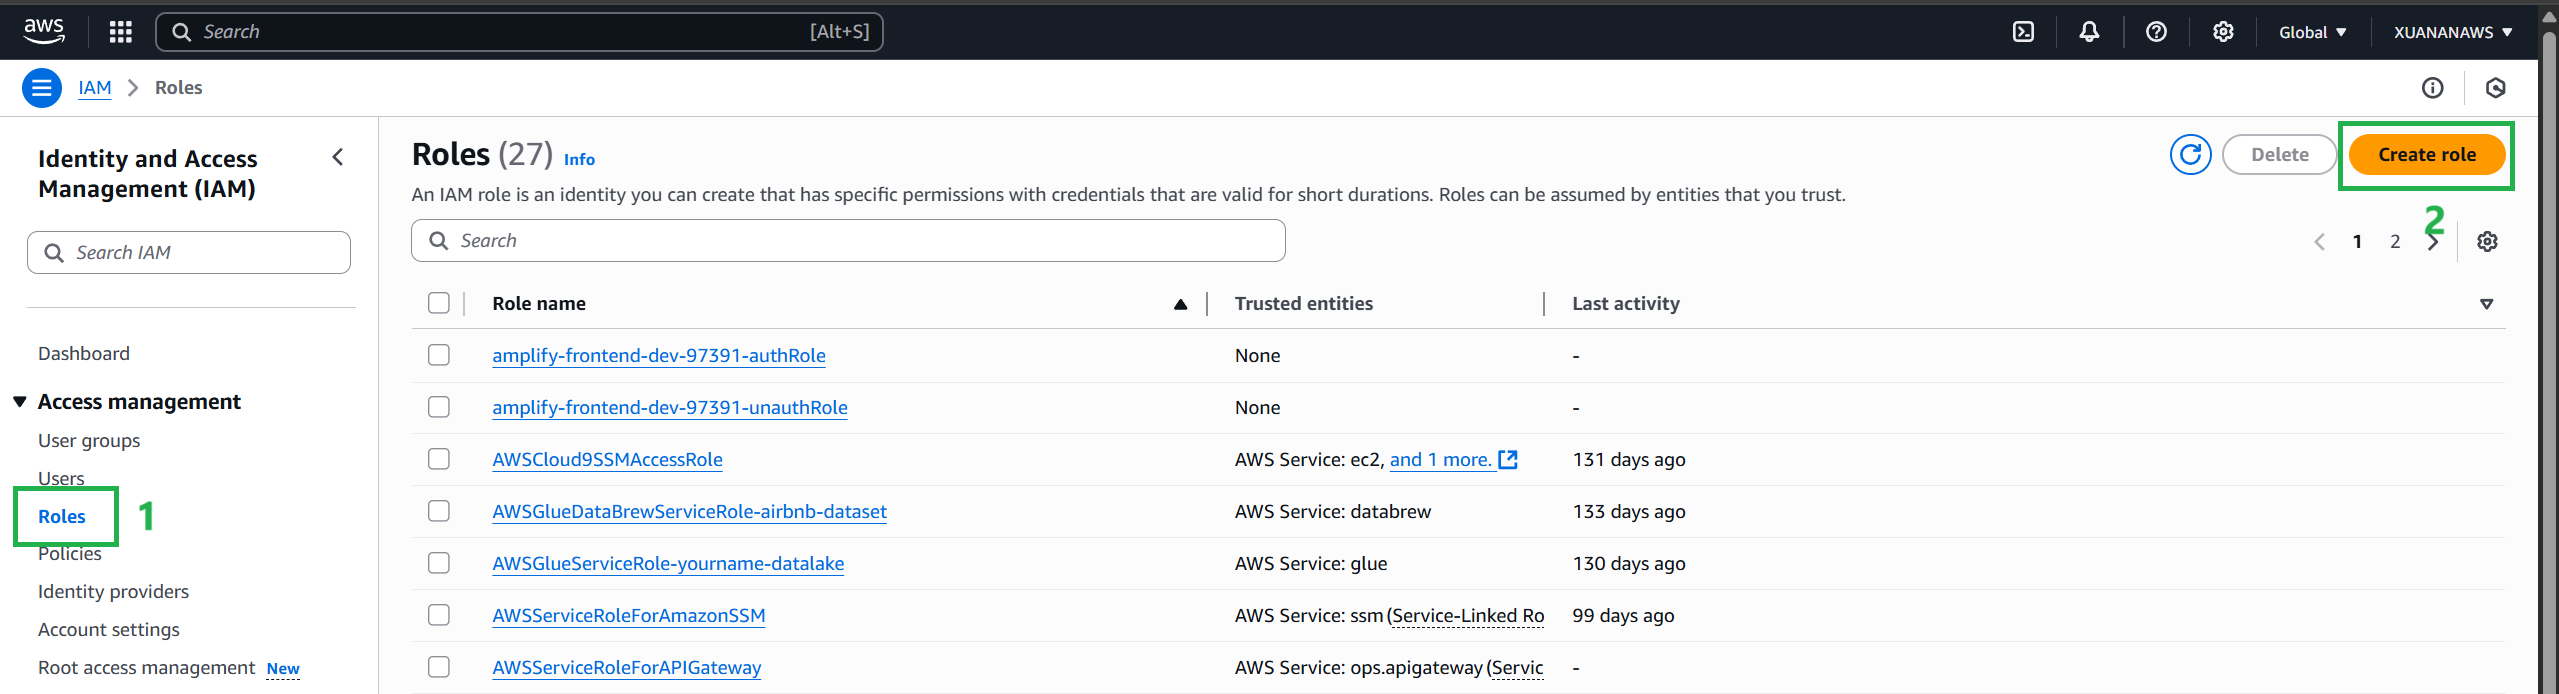 aws
Search [Alt+S]
Global XUANANAWS
IAM > Roles
Identity and Access
Management (IAM)
Search IAM
Dashboard
Access management
User groups
Users
Roles 1
Policies
Identity providers
Account settings
Root access management New
Roles (27) Info
Delete Create role
An IAM role is an identity you can create that has specific permissions with credentials that are valid for short durations. Roles can be assumed by entities that you trust.
2
Search
1 2
Role name Trusted entities Last activity
amplify-frontend-dev-97391-authRole None -
amplify-frontend-dev-97391-unauthRole None -
AWSCloud9SSMAccessRole AWS Service: ec2, and 1 more. 131 days ago
AWSGlueDataBrewServiceRole-airbnb-dataset AWS Service: databrew 133 days ago
AWSGlueServiceRole-yourname-datalake AWS Service: glue 130 days ago
AWSServiceRoleForAmazonSSM AWS Service: ssm (Service-Linked Ro 99 days ago
AWSServiceRoleForAPIGateway AWS Service: ops.apigateway (Servic -